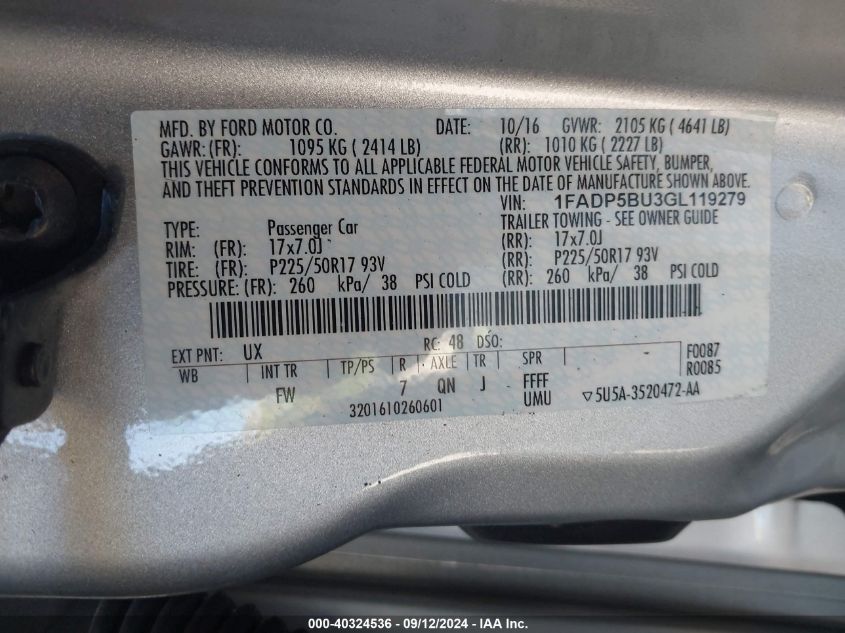 MFD. BY FORD MOTOR CO. DATE: 10/16 GVWR: 2105 KG ( 4641 LB)
GAWR:(FR): 1095 KG ( 2414 LB) (RR): 1010 KG ( 2227 LB)
THIS VEHICLE CONFORMS TO ALL APPLICABLE FEDERAL MOTOR VEHICLE SAFETY, BUMPER,
AND THEFT PREVENTION STANDARDS IN EFFECT ON THE DATE OF MANUFACTURE SHOWN ABOVE.
VIN: 1FADP5BU3GL119279
TYPE: Passenger Car TRAILER TOWING - SEE OWNER GUIDE
RIM: (FR): 17x7.0J (RR): 17x7.0J
TIRE: (FR): P225/50R17 93V (RR): P225/50R17 93V
PRESSURE: (FR): 260 kPa/ 38 PSI COLD (RR): 260 kPa/ 38 PSI COLD
EXT PNT: UX RC: 48 DSO: F0087
WB INT TR TP/PS R AXLE TR SPR R0085
FW 7 QN J FFFF
3201610260601 UMU ▽5U5A-3520472-AA
000-40324536 - 09/12/2024 - IAA Inc.